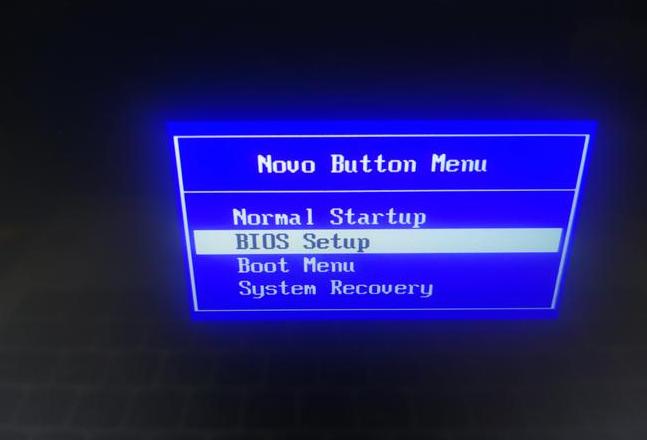 Novo Button Menu
Normal Startup
BIOS Setup
Boot Menu
System Recovery